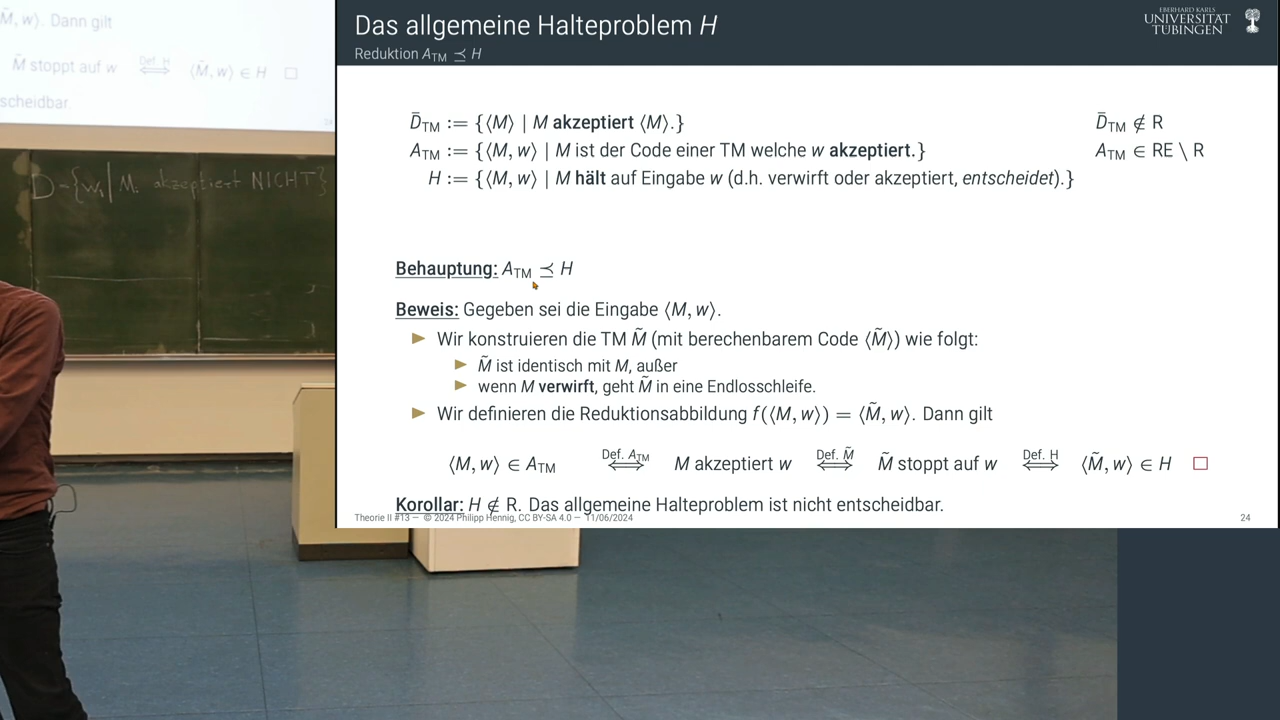 M̃, w⟩. Dann gilt
M̃ stoppt auf w ⟺ Def. H ⟨M̃, w⟩ ∈ H □
scheidbar.
24
D={w | M akzeptiert NICHT}
Das allgemeine Halteproblem H
Reduktion A_TM ⪯ H
EBERHARD KARLS
UNIVERSITÄT
TÜBINGEN
D̄_TM := {⟨M⟩ | M akzeptiert ⟨M⟩.} D̄_TM ∉ R
A_TM := {⟨M, w⟩ | M ist der Code einer TM welche w akzeptiert.} A_TM ∈ RE \ R
H := {⟨M, w⟩ | M hält auf Eingabe w (d.h. verwirft oder akzeptiert, entscheidet).}
Behauptung: A_TM ⪯ H
Beweis: Gegeben sei die Eingabe ⟨M, w⟩.
Wir konstruieren die TM M̃ (mit berechenbarem Code ⟨M̃⟩) wie folgt:
M̃ ist identisch mit M, außer
wenn M verwirft, geht M̃ in eine Endlosschleife.
Wir definieren die Reduktionsabbildung f(⟨M, w⟩) = ⟨M̃, w⟩. Dann gilt
⟨M, w⟩ ∈ A_TM ⟺ Def. A_TM M akzeptiert w ⟺ Def. M̃ M̃ stoppt auf w ⟺ Def. H ⟨M̃, w⟩ ∈ H □
Korollar: H ∉ R. Das allgemeine Halteproblem ist nicht entscheidbar.
Theorie II #13 — © 2024 Philipp Hennig, CC BY-SA 4.0 — 11/06/2024 24